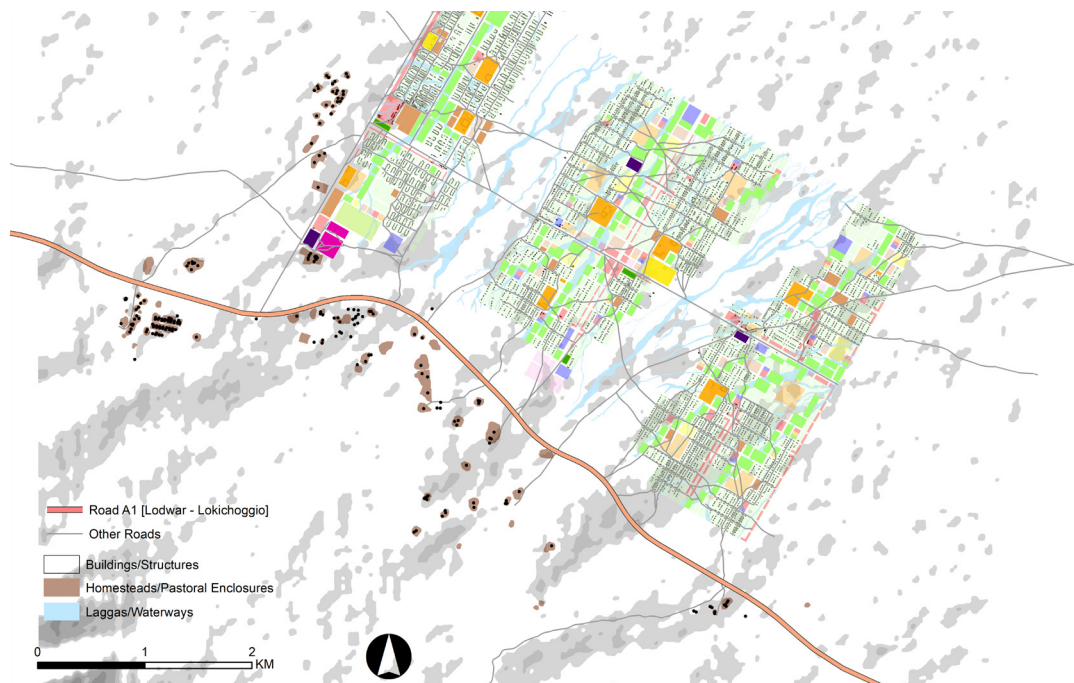 Road A1 [Lodwar - Lokichoggio]
Other Roads
Buildings/Structures
Homesteads/Pastoral Enclosures
Laggas/Waterways
0 1 2
KM